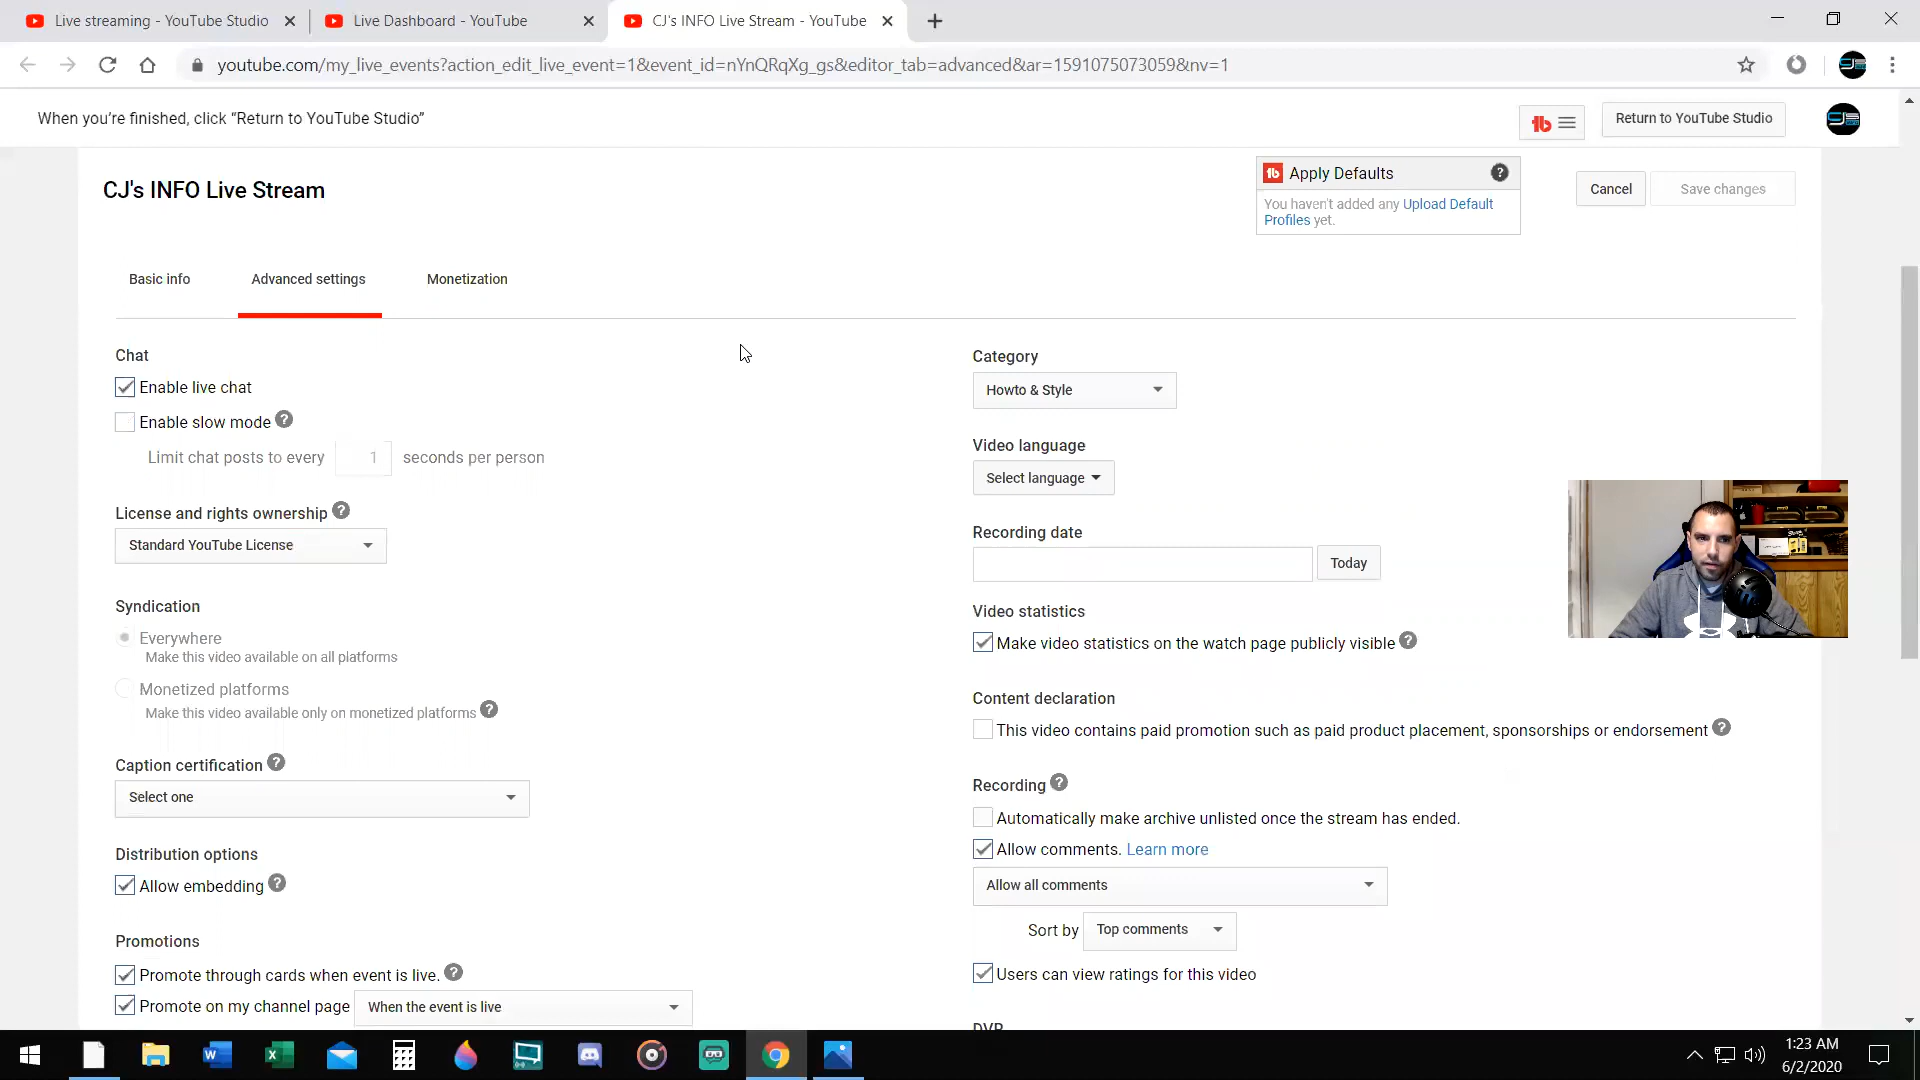 Live streaming - YouTube Studio
Live Dashboard - YouTube
CJ's INFO Live Stream - YouTube
youtube.com/my_live_events?action_edit_live_event=1&event_id=nYnQRqXg_gs&editor_tab=advanced&ar=1591075073059&nv=1
When you're finished, click “Return to YouTube Studio”
Return to YouTube Studio
CJ's INFO Live Stream
Apply Defaults
You haven't added any Upload Default
Profiles yet.
Cancel
Save changes
Basic info
Advanced settings
Monetization
Chat
Enable live chat
Enable slow mode
Limit chat posts to every 1 seconds per person
License and rights ownership
Standard YouTube License
Syndication
Everywhere
Make this video available on all platforms
Monetized platforms
Make this video available only on monetized platforms
Caption certification
Select one
Distribution options
Allow embedding
Promotions
Promote through cards when event is live.
Promote on my channel page When the event is live
Category
Howto & Style
Video language
Select language
Recording date
Today
Video statistics
Make video statistics on the watch page publicly visible
Content declaration
This video contains paid promotion such as paid product placement, sponsorships or endorsement
Recording
Automatically make archive unlisted once the stream has ended.
Allow comments. Learn more
Allow all comments
Sort by Top comments
Users can view ratings for this video
DVR
1:23 AM
6/2/2020